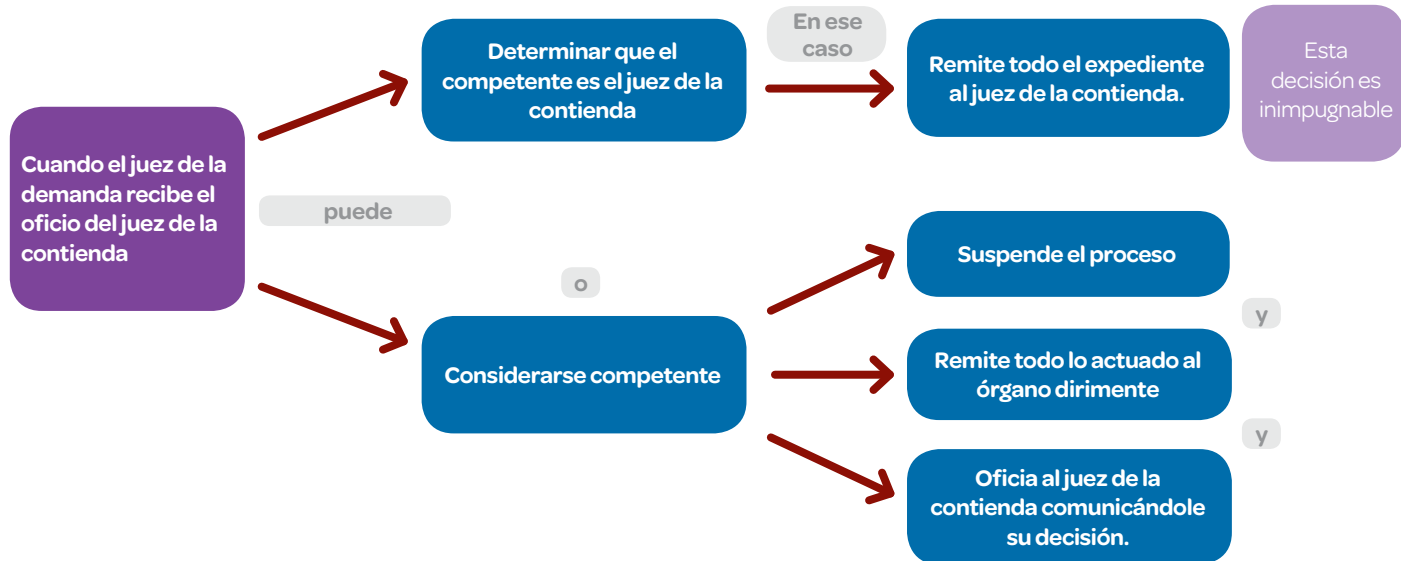 Cuando el juez de la
demanda recibe el
oficio del juez de la
contienda
puede
Determinar que el
competente es el juez de la
contienda
En ese
caso
Remite todo el expediente
al juez de la contienda.
Esta
decisión es
inimpugnable
o
Considerarse competente
Suspende el proceso
y
Remite todo lo actuado al
órgano dirimente
y
Oficia al juez de la
contienda comunicándole
su decisión.